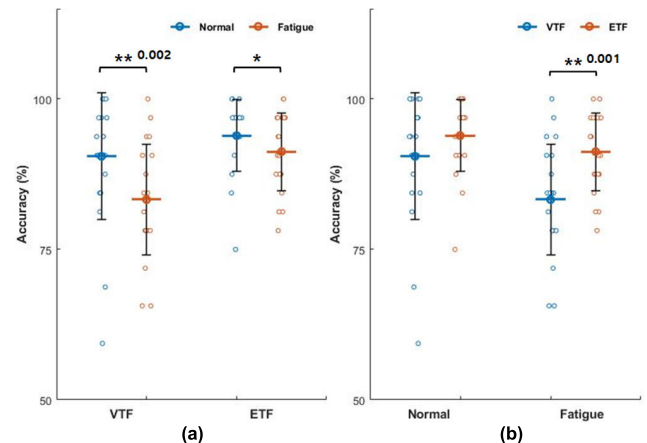 Normal Fatigue
** 0.002
*
100
75
50
Accuracy (%)
VTF ETF
(a)
VTF ETF
** 0.001
100
75
50
Accuracy (%)
Normal Fatigue
(b)